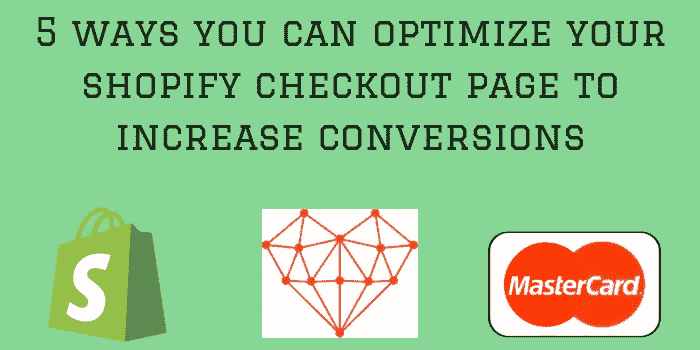 5 WAYS YOU CAN OPTIMIZE YOUR
SHOPIFY CHECKOUT PAGE TO
INCREASE CONVERSIONS
S
MasterCard